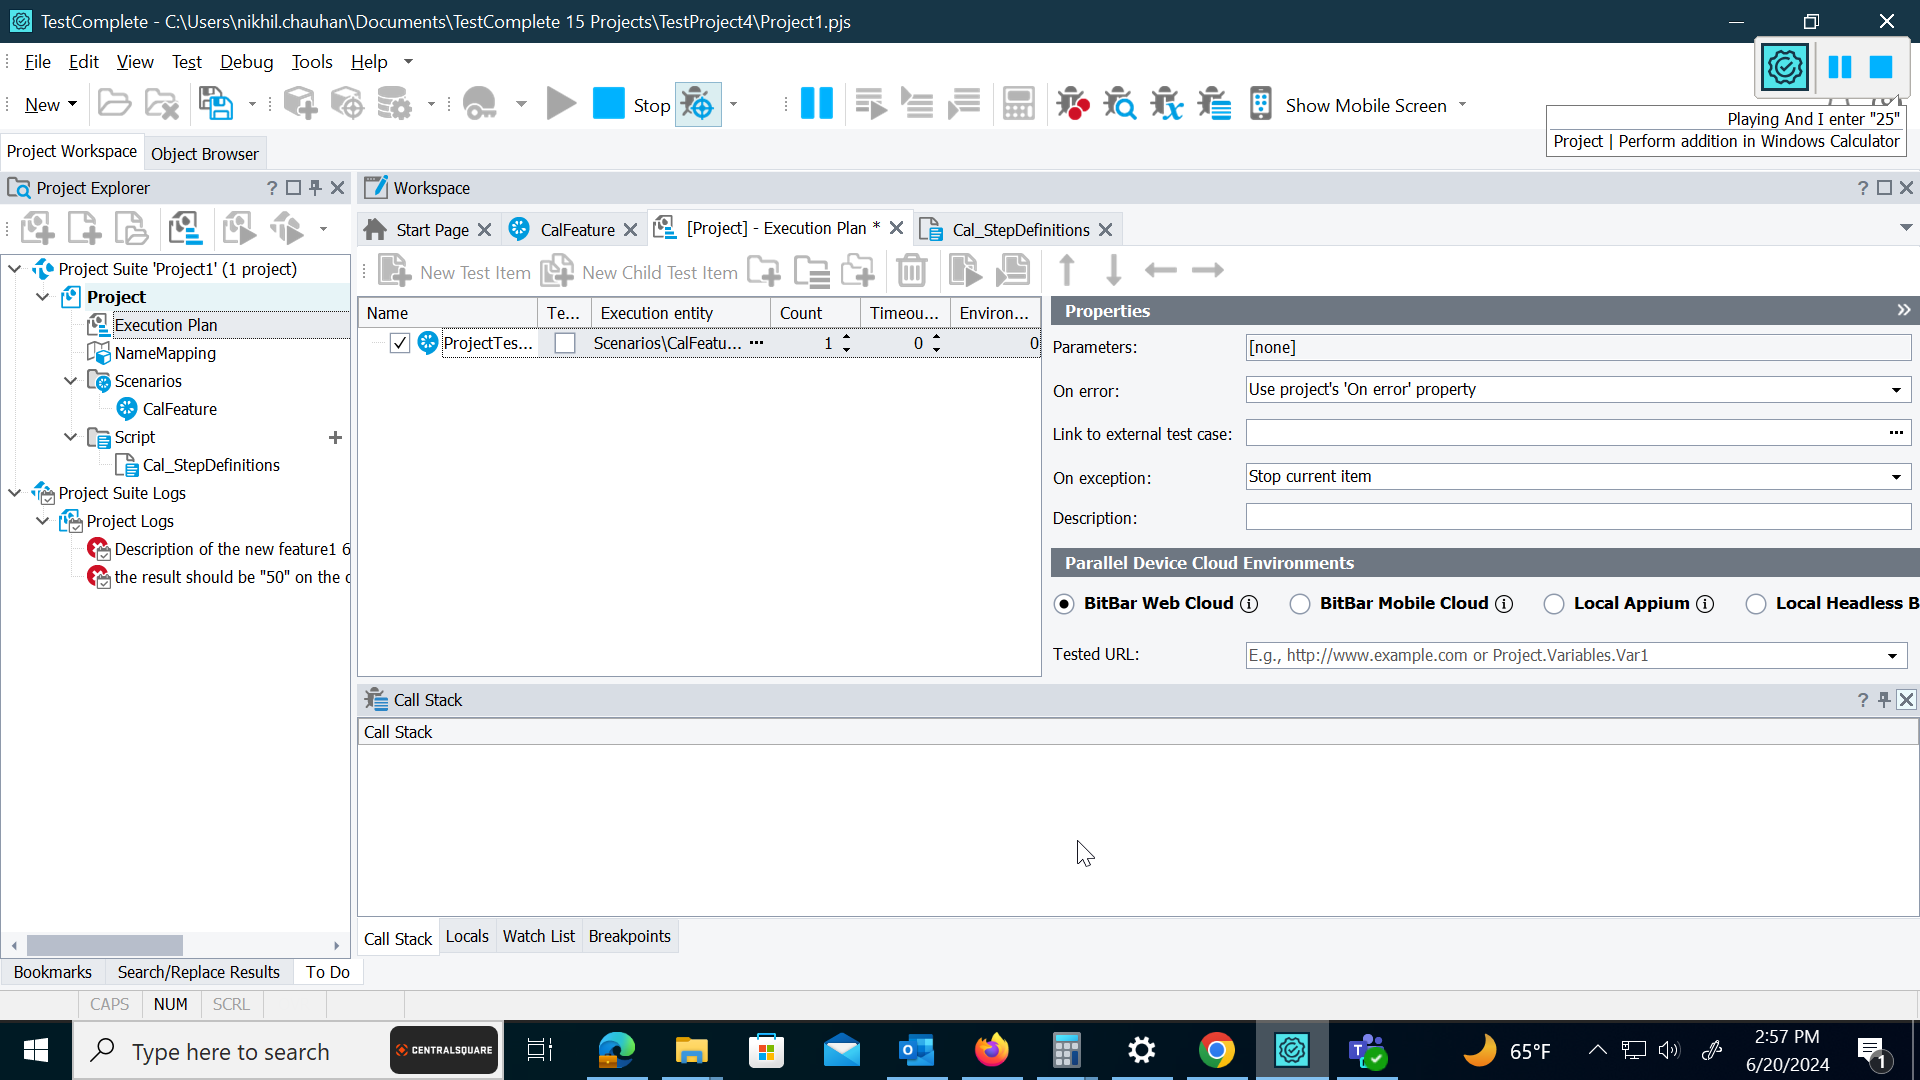 TestComplete - C:\Users\nikhil.chauhan\Documents\TestComplete 15 Projects\TestProject4\Project1.pjs
File Edit View Test Debug Tools Help
New Stop Show Mobile Screen
Playing And I enter "25"
Project | Perform addition in Windows Calculator
Project Workspace Object Browser
Project Explorer ? Workspace ?
Start Page CalFeature [Project] - Execution Plan * Cal_StepDefinitions
New Test Item New Child Test Item
Project Suite 'Project1' (1 project)
Project
Execution Plan
NameMapping
Scenarios
CalFeature
Script
Cal_StepDefinitions
Project Suite Logs
Project Logs
Description of the new feature1 6
the result should be "50" on the c
Name Te... Execution entity Count Timeou... Environ...
ProjectTes... Scenarios\CalFeatu... ... 1 0 0
Properties
Parameters: [none]
On error: Use project's 'On error' property
Link to external test case: ...
On exception: Stop current item
Description:
Parallel Device Cloud Environments
BitBar Web Cloud BitBar Mobile Cloud Local Appium Local Headless B
Tested URL: E.g., http://www.example.com or Project.Variables.Var1
Call Stack ?
Call Stack
Call Stack Locals Watch List Breakpoints
Bookmarks Search/Replace Results To Do
CAPS NUM SCRL
Type here to search CENTRALSQUARE 65°F 2:57 PM
6/20/2024 1